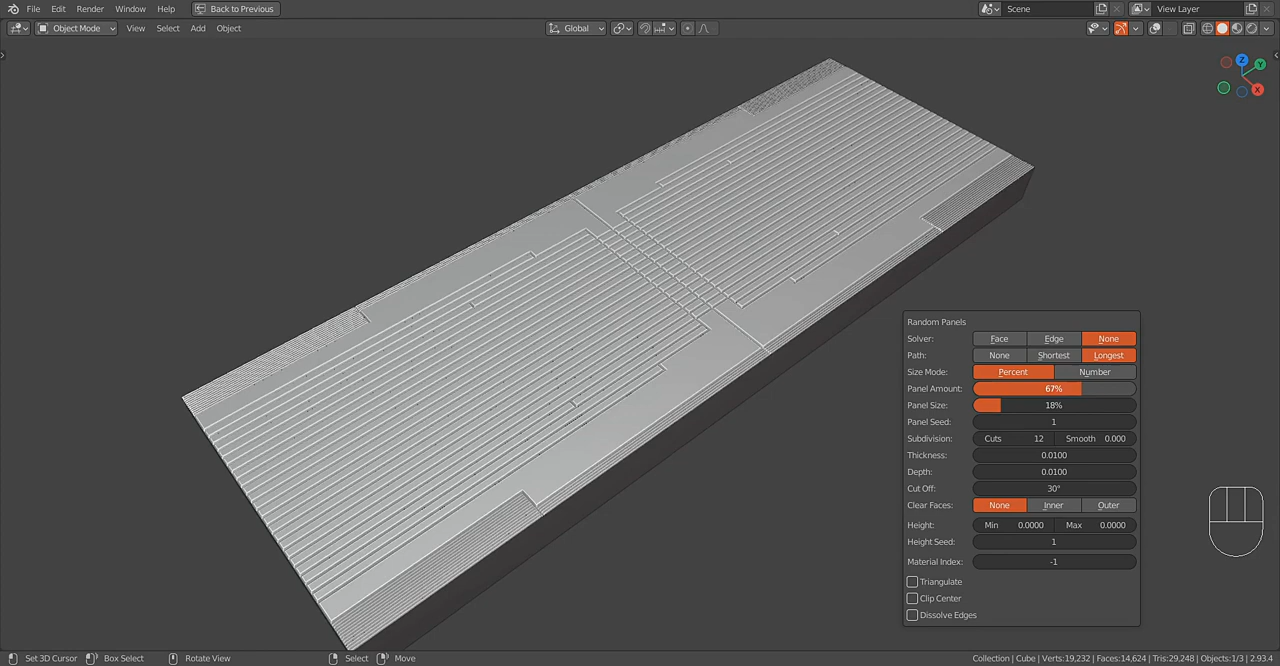 File Edit Render Window Help Back to Previous Scene View Layer
Object Mode View Select Add Object Global
Z
Y
X
Random Panels
Solver: Face Edge None
Path: None Shortest Longest
Size Mode: Percent Number
Panel Amount: 67%
Panel Size: 18%
Panel Seed: 1
Subdivision: Cuts 12 Smooth 0.000
Thickness: 0.0100
Depth: 0.0100
Cut Off: 30°
Clear Faces: None Inner Outer
Height: Min 0.0000 Max 0.0000
Height Seed: 1
Material Index: -1
Triangulate
Clip Center
Dissolve Edges
Set 3D Cursor Box Select Rotate View Select Move Collection | Cube | Verts:19,232 | Faces:14,624 | Tris:29,248 | Objects:1/3 | 2.93.4